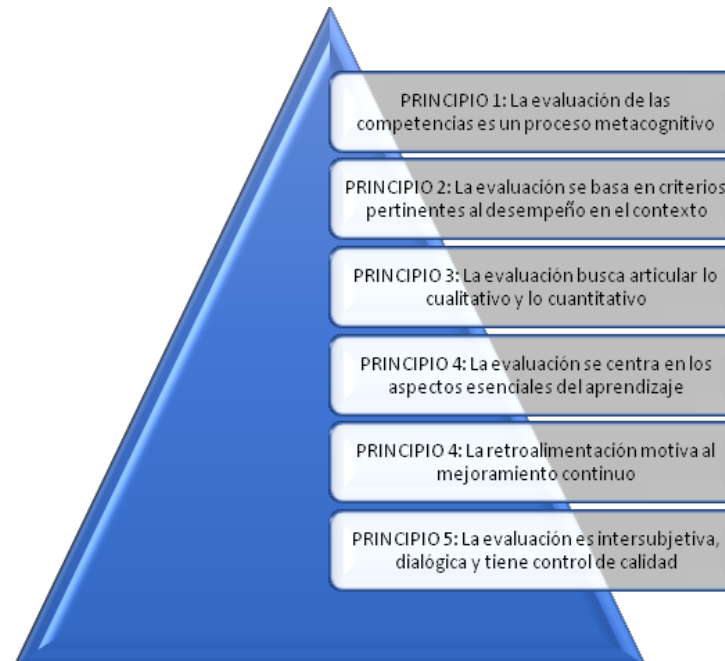 PRINCIPIO 1: La evaluación de las
competencias es un proceso metacognitivo
PRINCIPIO 2: La evaluación se basa en criterios
pertinentes al desempeño en el contexto
PRINCIPIO 3: La evaluación busca articular lo
cualitativo y lo cuantitativo
PRINCIPIO 4: La evaluación se centra en los
aspectos esenciales del aprendizaje
PRINCIPIO 4: La retroalimentación motiva al
mejoramiento continuo
PRINCIPIO 5: La evaluación es intersubjetiva,
dialógica y tiene control de calidad